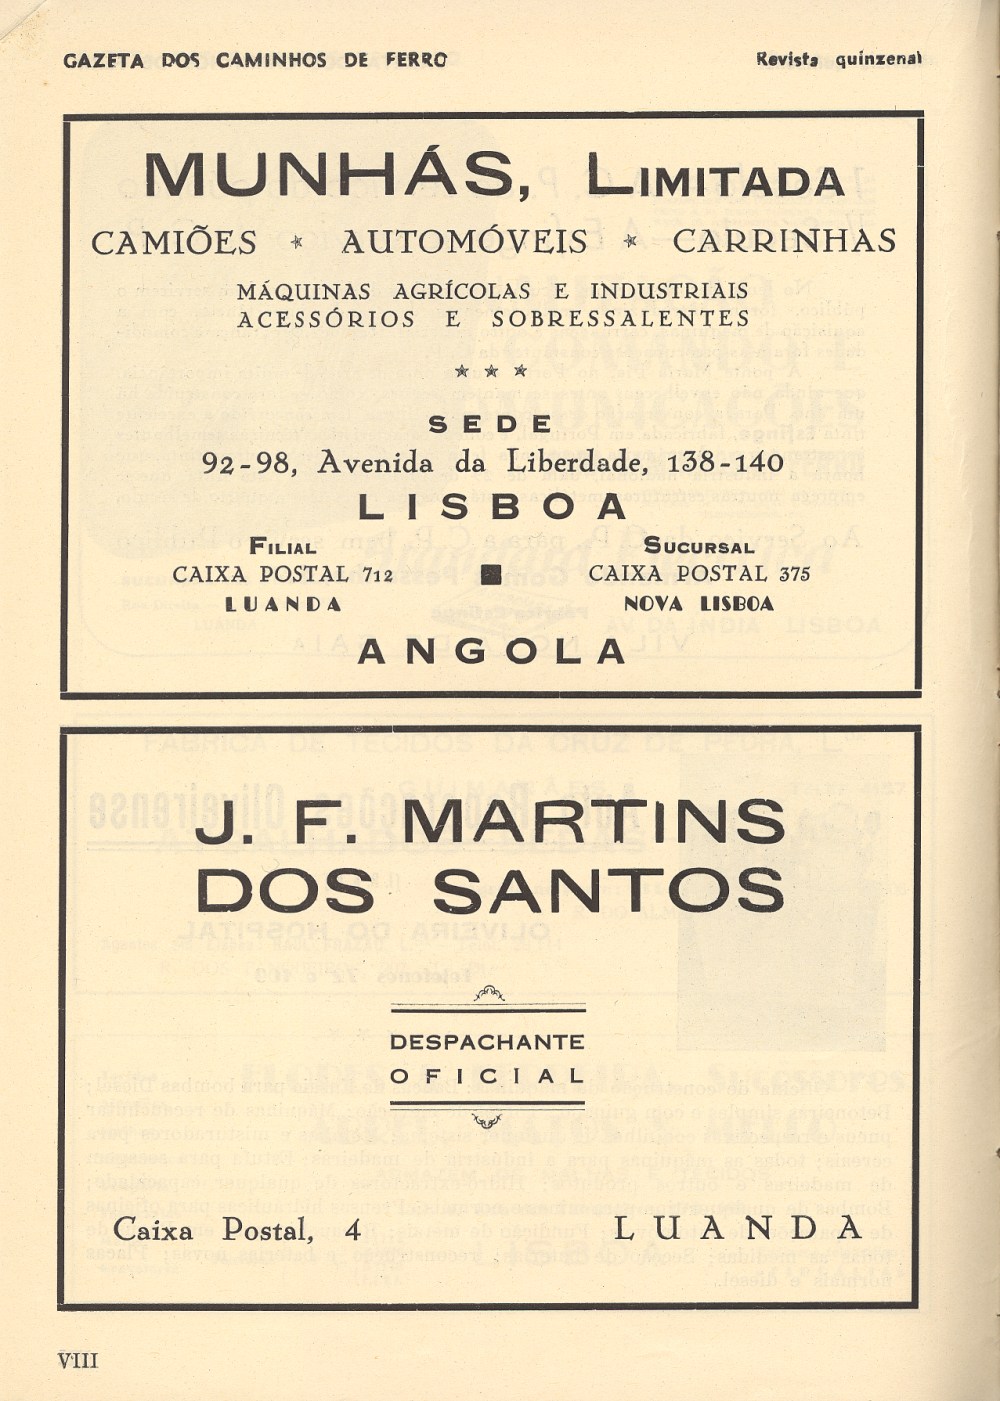 GAZETA DOS CAMINHOS DE FERRO Revista quinzenal
MUNHÁS, LIMITADA
CAMIÕES * AUTOMÓVEIS * CARRINHAS
MÁQUINAS AGRÍCOLAS E INDUSTRIAIS
ACESSÓRIOS E SOBRESSALENTES
* * *
SEDE
92-98, Avenida da Liberdade, 138-140
LISBOA
FILIAL
CAIXA POSTAL 712
LUANDA
SUCURSAL
CAIXA POSTAL 375
NOVA LISBOA
ANGOLA
J. F. MARTINS
DOS SANTOS
DESPACHANTE
OFICIAL
Caixa Postal, 4 LUANDA
VIII